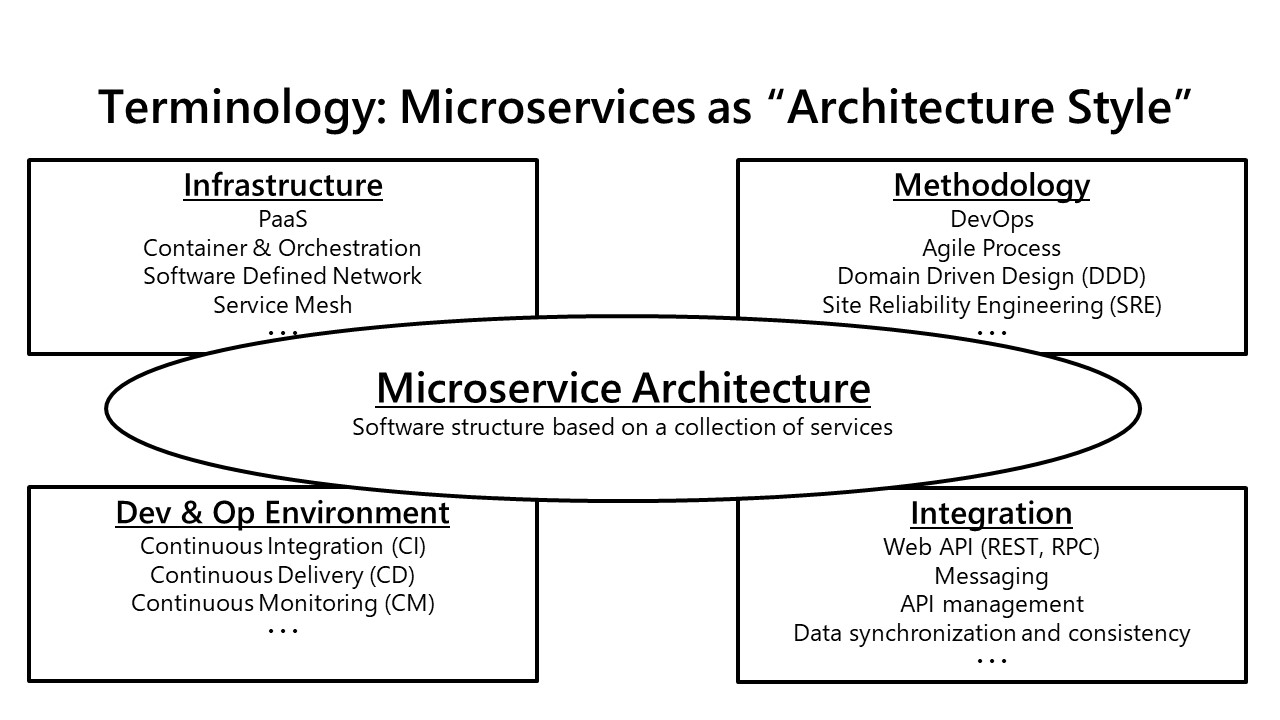 Terminology: Microservices as “Architecture Style”
Infrastructure
PaaS
Container & Orchestration
Software Defined Network
Service Mesh
...
Methodology
DevOps
Agile Process
Domain Driven Design (DDD)
Site Reliability Engineering (SRE)
...
Microservice Architecture
Software structure based on a collection of services
Dev & Op Environment
Continuous Integration (CI)
Continuous Delivery (CD)
Continuous Monitoring (CM)
...
Integration
Web API (REST, RPC)
Messaging
API management
Data synchronization and consistency
...